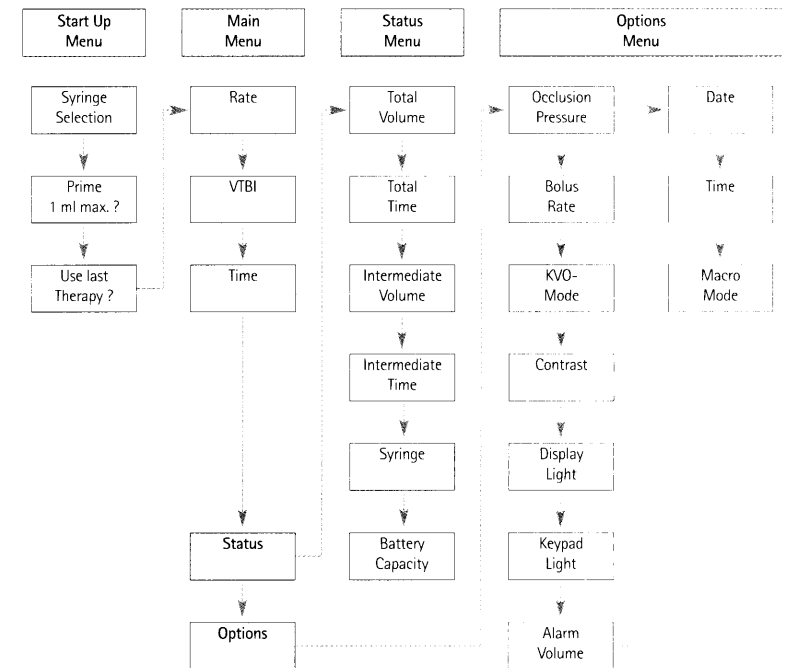 Start Up
Menu
Main
Menu
Status
Menu
Options
Menu
Syringe
Selection
Prime
1 ml max. ?
Use last
Therapy ?
Rate
VTBI
Time
Status
Options
Total
Volume
Total
Time
Intermediate
Volume
Intermediate
Time
Syringe
Battery
Capacity
Occlusion
Pressure
Bolus
Rate
KVO-
Mode
Contrast
Display
Light
Keypad
Light
Alarm
Volume
Date
Time
Macro
Mode